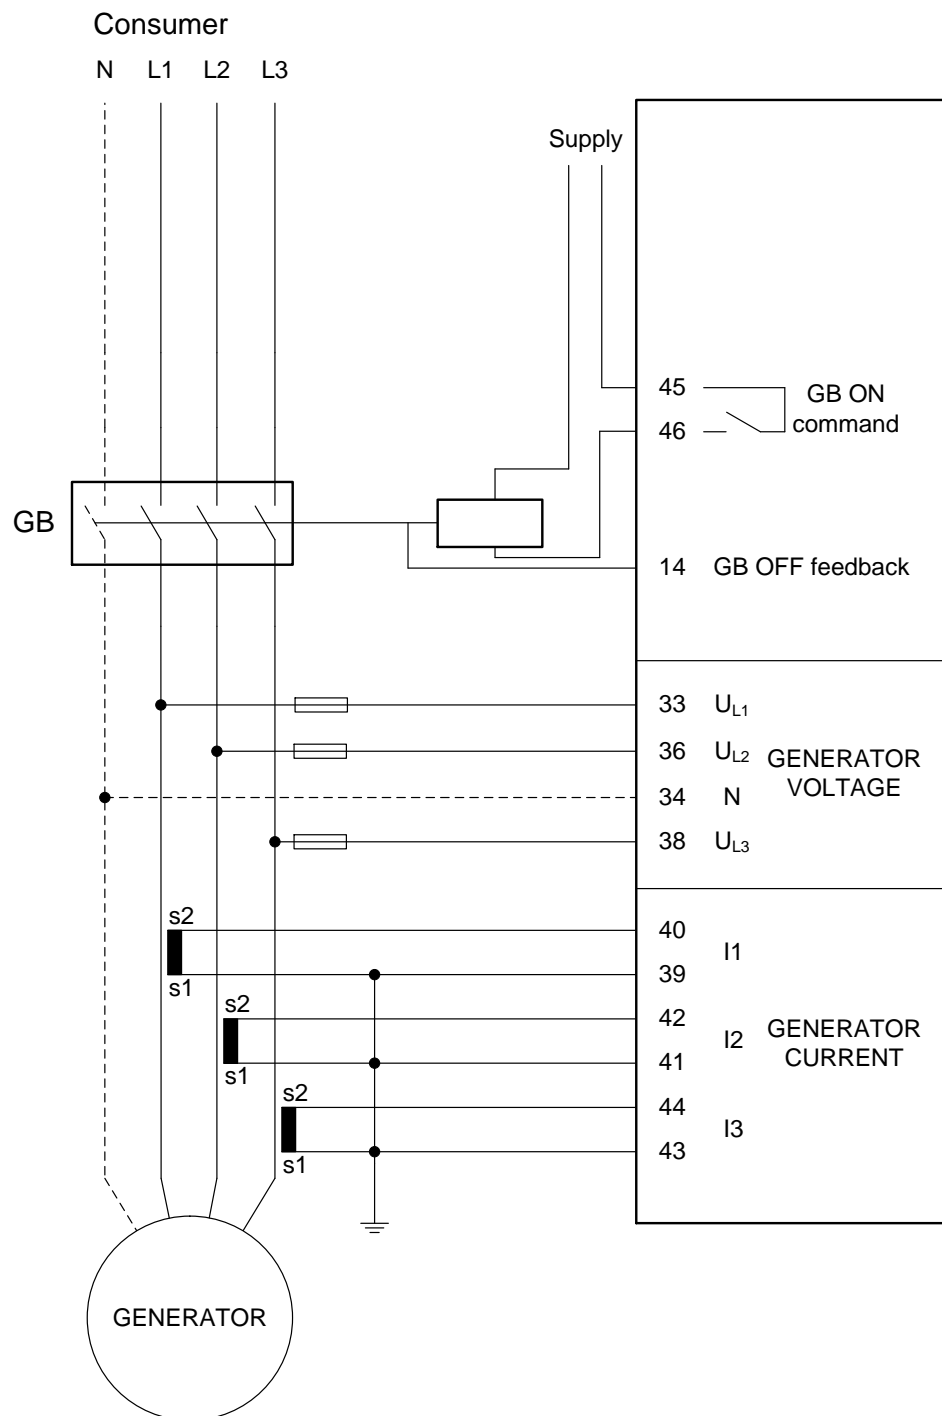 Consumer
N L1 L2 L3
Supply
45
GB ON
command
46
GB
14 GB OFF feedback
33 UL1
36 UL2
GENERATOR
VOLTAGE
34 N
38 UL3
s2
40
I1
s1
39
s2
42
I2
GENERATOR
CURRENT
s1
41
s2
44
I3
s1
43
GENERATOR